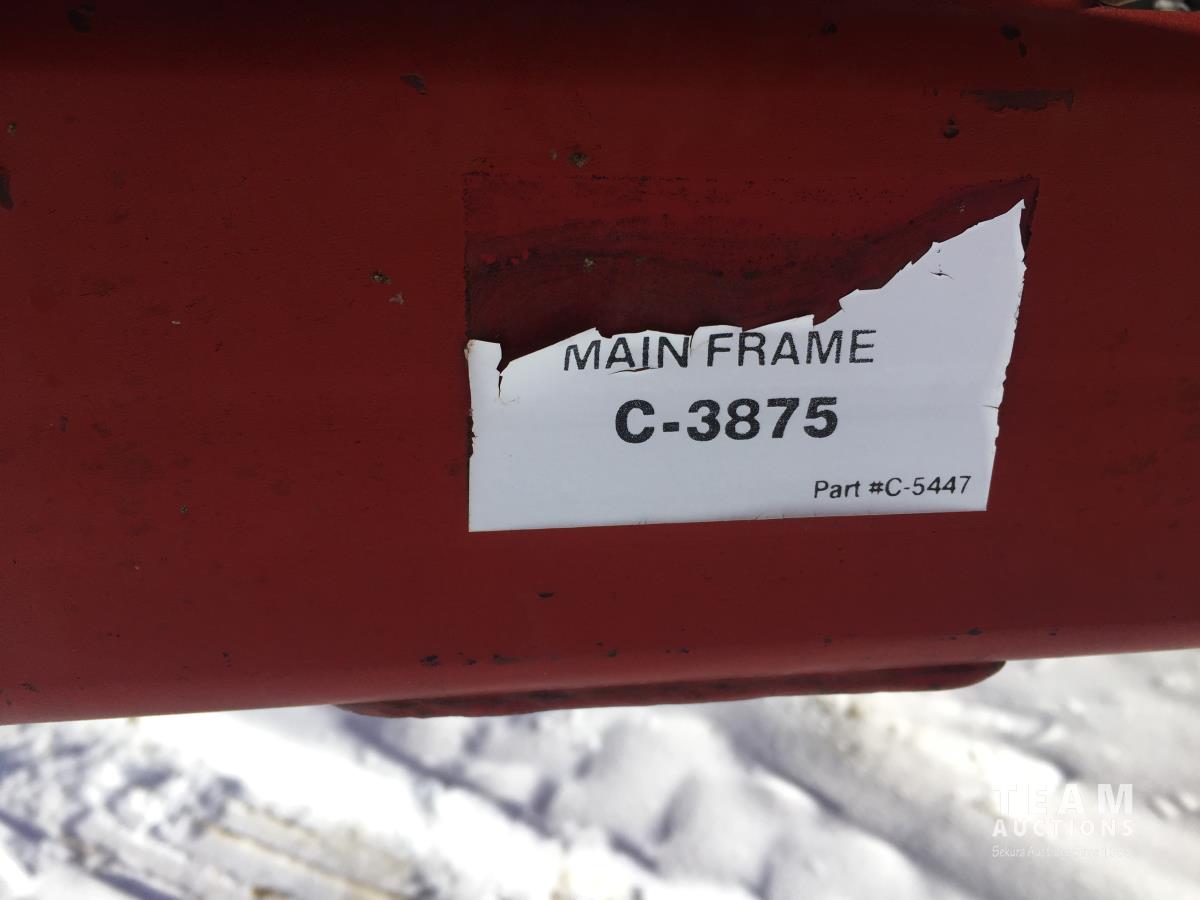 MAIN FRAME
C-3875
Part #C-5447
TEAM
AUCTIONS